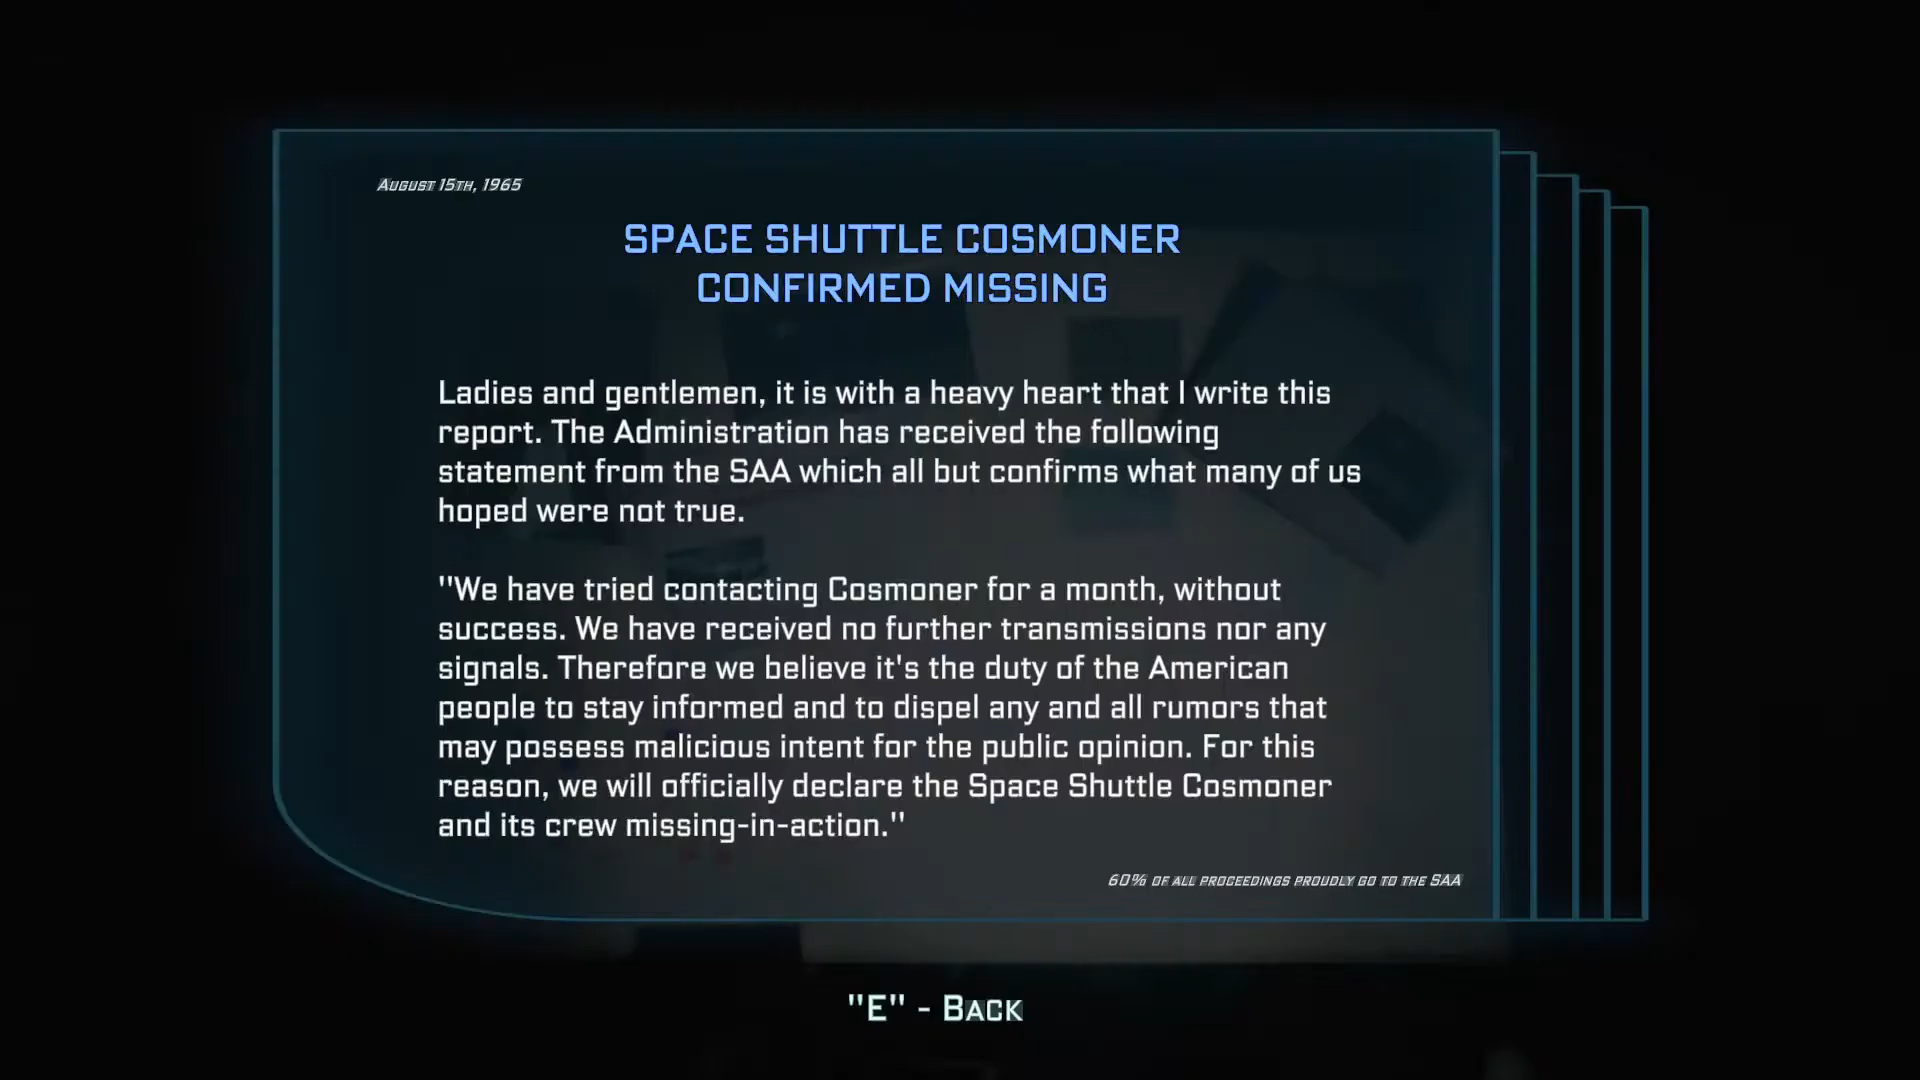 August 15th, 1965
SPACE SHUTTLE COSMONER
CONFIRMED MISSING
Ladies and gentlemen, it is with a heavy heart that I write this
report. The Administration has received the following
statement from the SAA which all but confirms what many of us
hoped were not true.
"We have tried contacting Cosmoner for a month, without
success. We have received no further transmissions nor any
signals. Therefore we believe it's the duty of the American
people to stay informed and to dispel any and all rumors that
may possess malicious intent for the public opinion. For this
reason, we will officially declare the Space Shuttle Cosmoner
and its crew missing-in-action."
60% of all proceedings proudly go to the SAA
"E" - Back